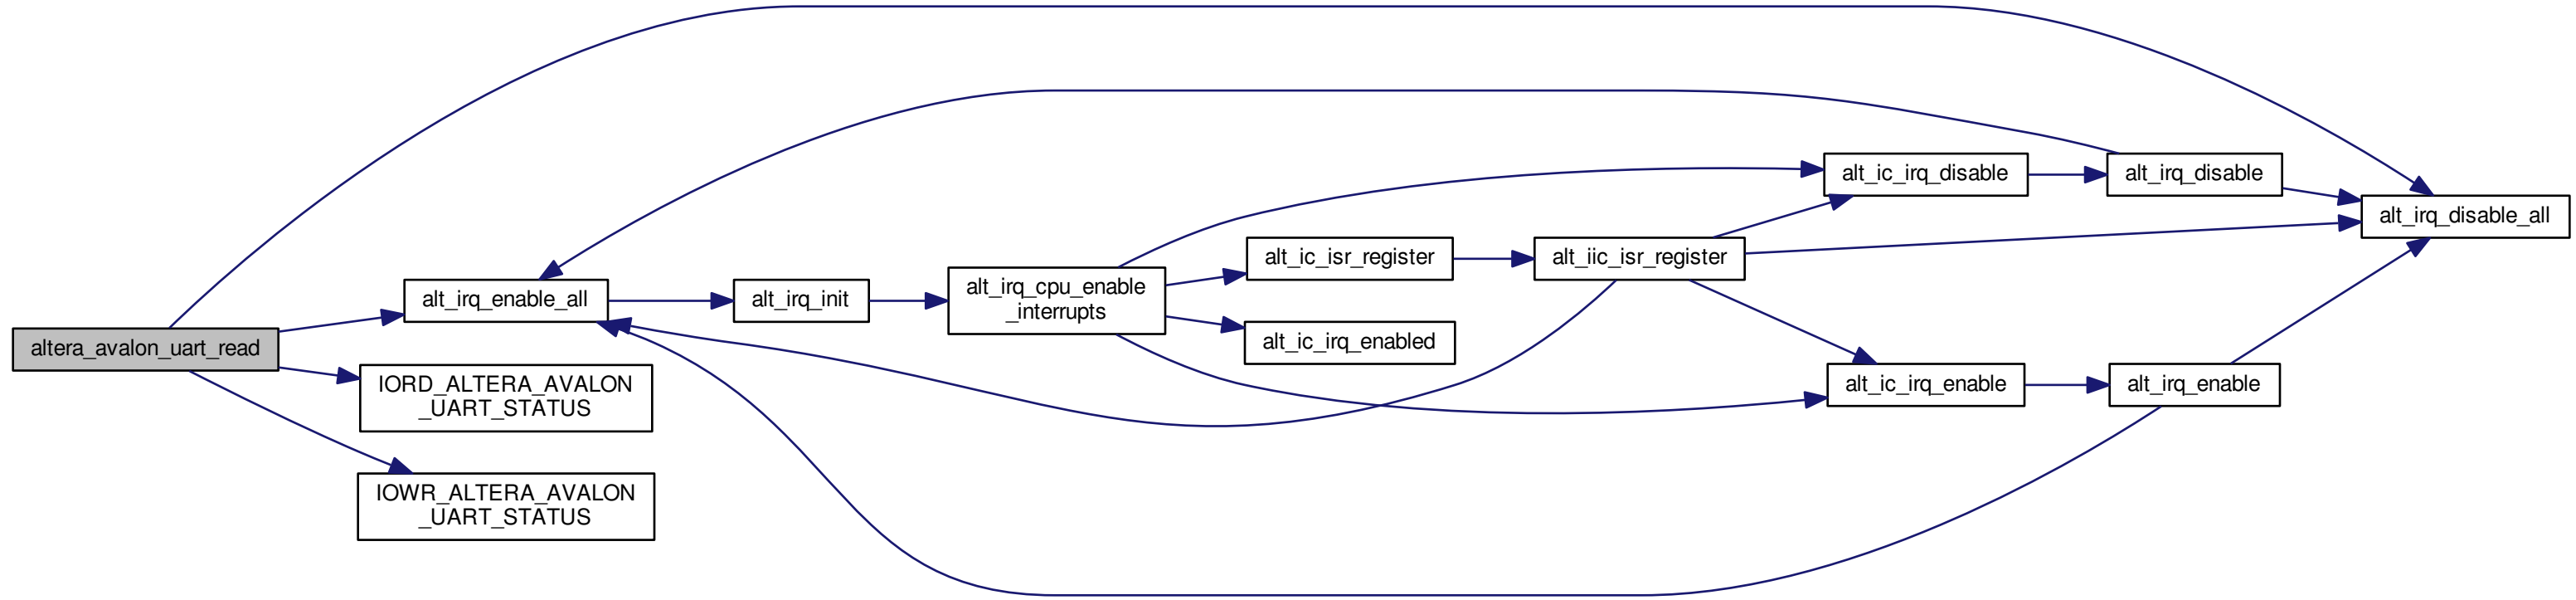 altera_avalon_uart_read
alt_irq_enable_all
IORD_ALTERA_AVALON
_UART_STATUS
IOWR_ALTERA_AVALON
_UART_STATUS
alt_irq_init
alt_irq_cpu_enable
_interrupts
alt_ic_isr_register
alt_ic_irq_enabled
alt_iic_isr_register
alt_ic_irq_disable
alt_ic_irq_enable
alt_irq_disable
alt_irq_enable
alt_irq_disable_all